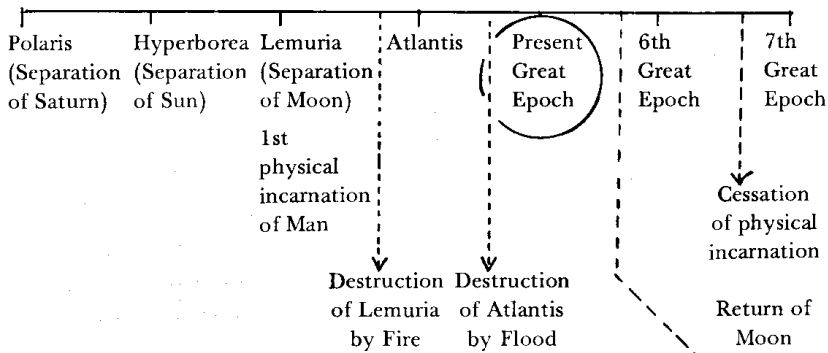 Polaris
(Separation
of Saturn)
Hyperborea
(Separation
of Sun)
Lemuria
(Separation
of Moon)
1st
physical
incarnation
of Man
Atlantis
Present
Great
Epoch
6th
Great
Epoch
7th
Great
Epoch
Destruction
of Lemuria
by Fire
Destruction
of Atlantis
by Flood
Cessation
of physical
incarnation
Return of
Moon